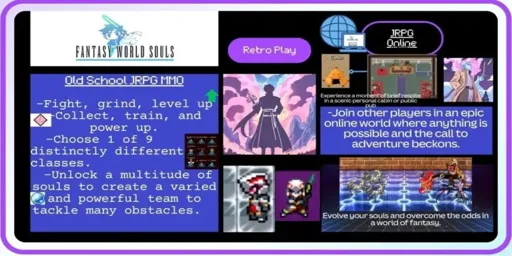 FANTASY WORLD SOULS
Old School JRPG MMO
-Fight, grind, level up
-Collect, train, and
power up.
-Choose 1 of 9
distinctly different
classes.
-Unlock a multitude of
souls to create a varied
and powerful team to
tackle many obstacles.
Retro Play
JRPG
Online
Experience a moment of brief respite
in a scenic personal cabin or public
pub
-Join other players in an epic
online world where anything is
possible and the call to
adventure beckons.
Evolve your souls and overcome the odds in
a world of fantasy.